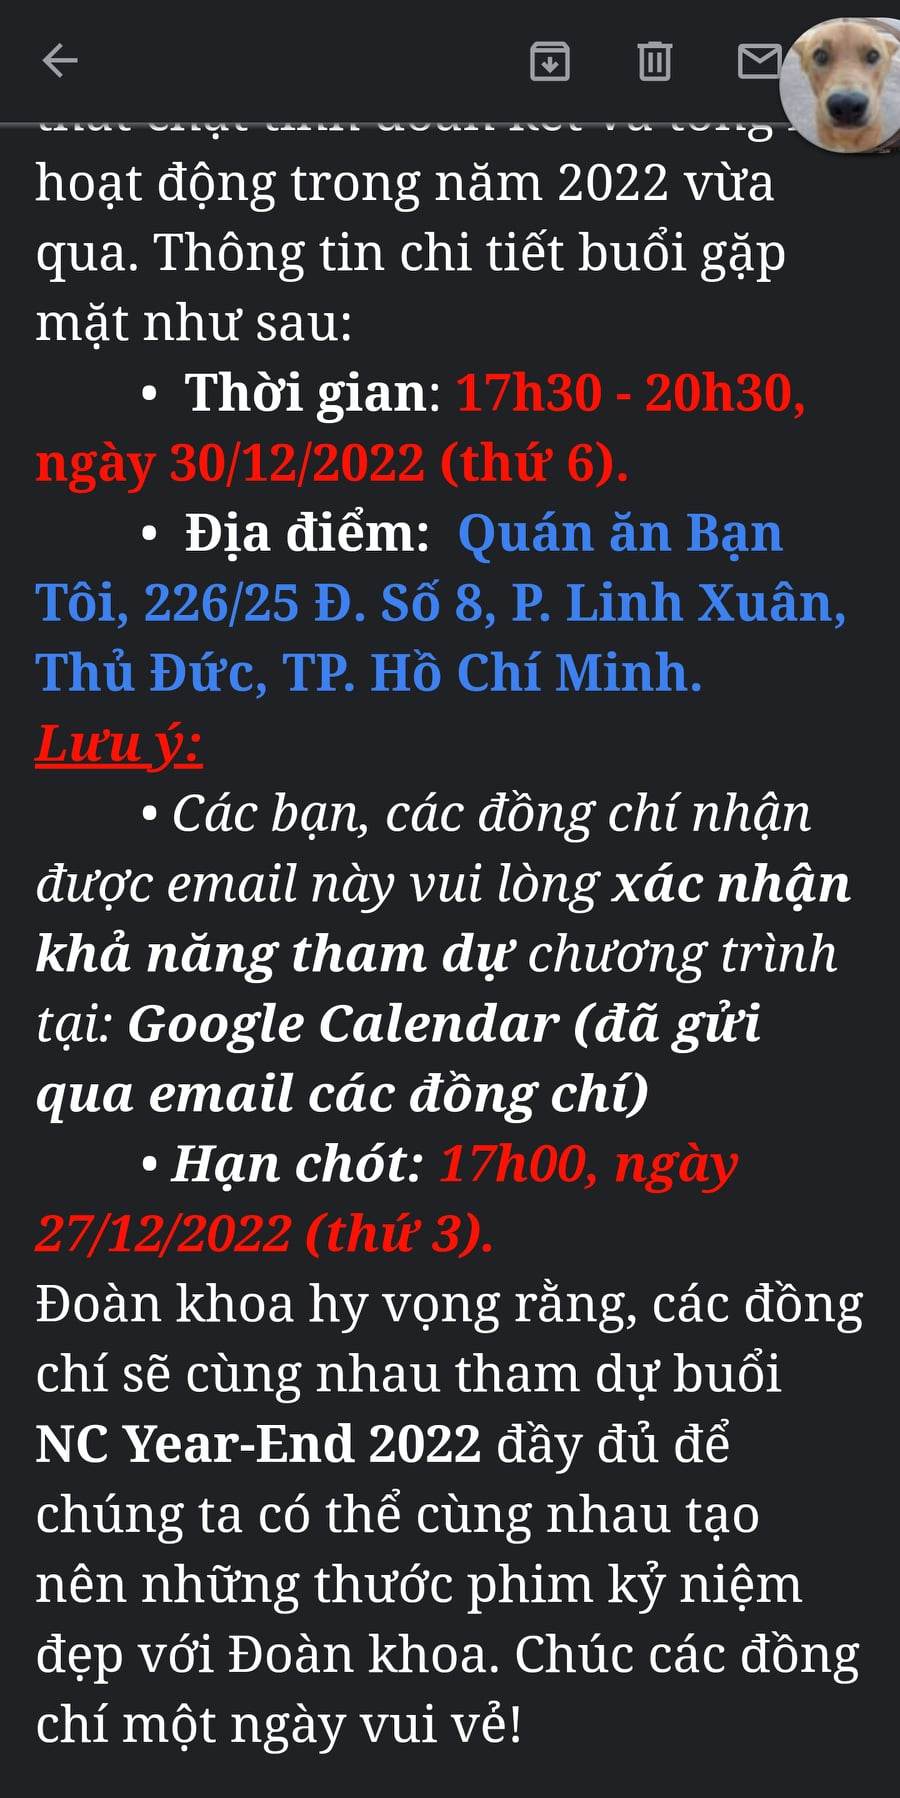 hoạt động trong năm 2022 vừa
qua. Thông tin chi tiết buổi gặp
mặt như sau:
• Thời gian: 17h30 - 20h30,
ngày 30/12/2022 (thứ 6).
• Địa điểm: Quán ăn Bạn
Tôi, 226/25 Đ. Số 8, P. Linh Xuân,
Thủ Đức, TP. Hồ Chí Minh.
Lưu ý:
• Các bạn, các đồng chí nhận
được email này vui lòng xác nhận
khả năng tham dự chương trình
tại: Google Calendar (đã gửi
qua email các đồng chí)
• Hạn chót: 17h00, ngày
27/12/2022 (thứ 3).
Đoàn khoa hy vọng rằng, các đồng
chí sẽ cùng nhau tham dự buổi
NC Year-End 2022 đầy đủ để
chúng ta có thể cùng nhau tạo
nên những thước phim kỷ niệm
đẹp với Đoàn khoa. Chúc các đồng
chí một ngày vui vẻ!